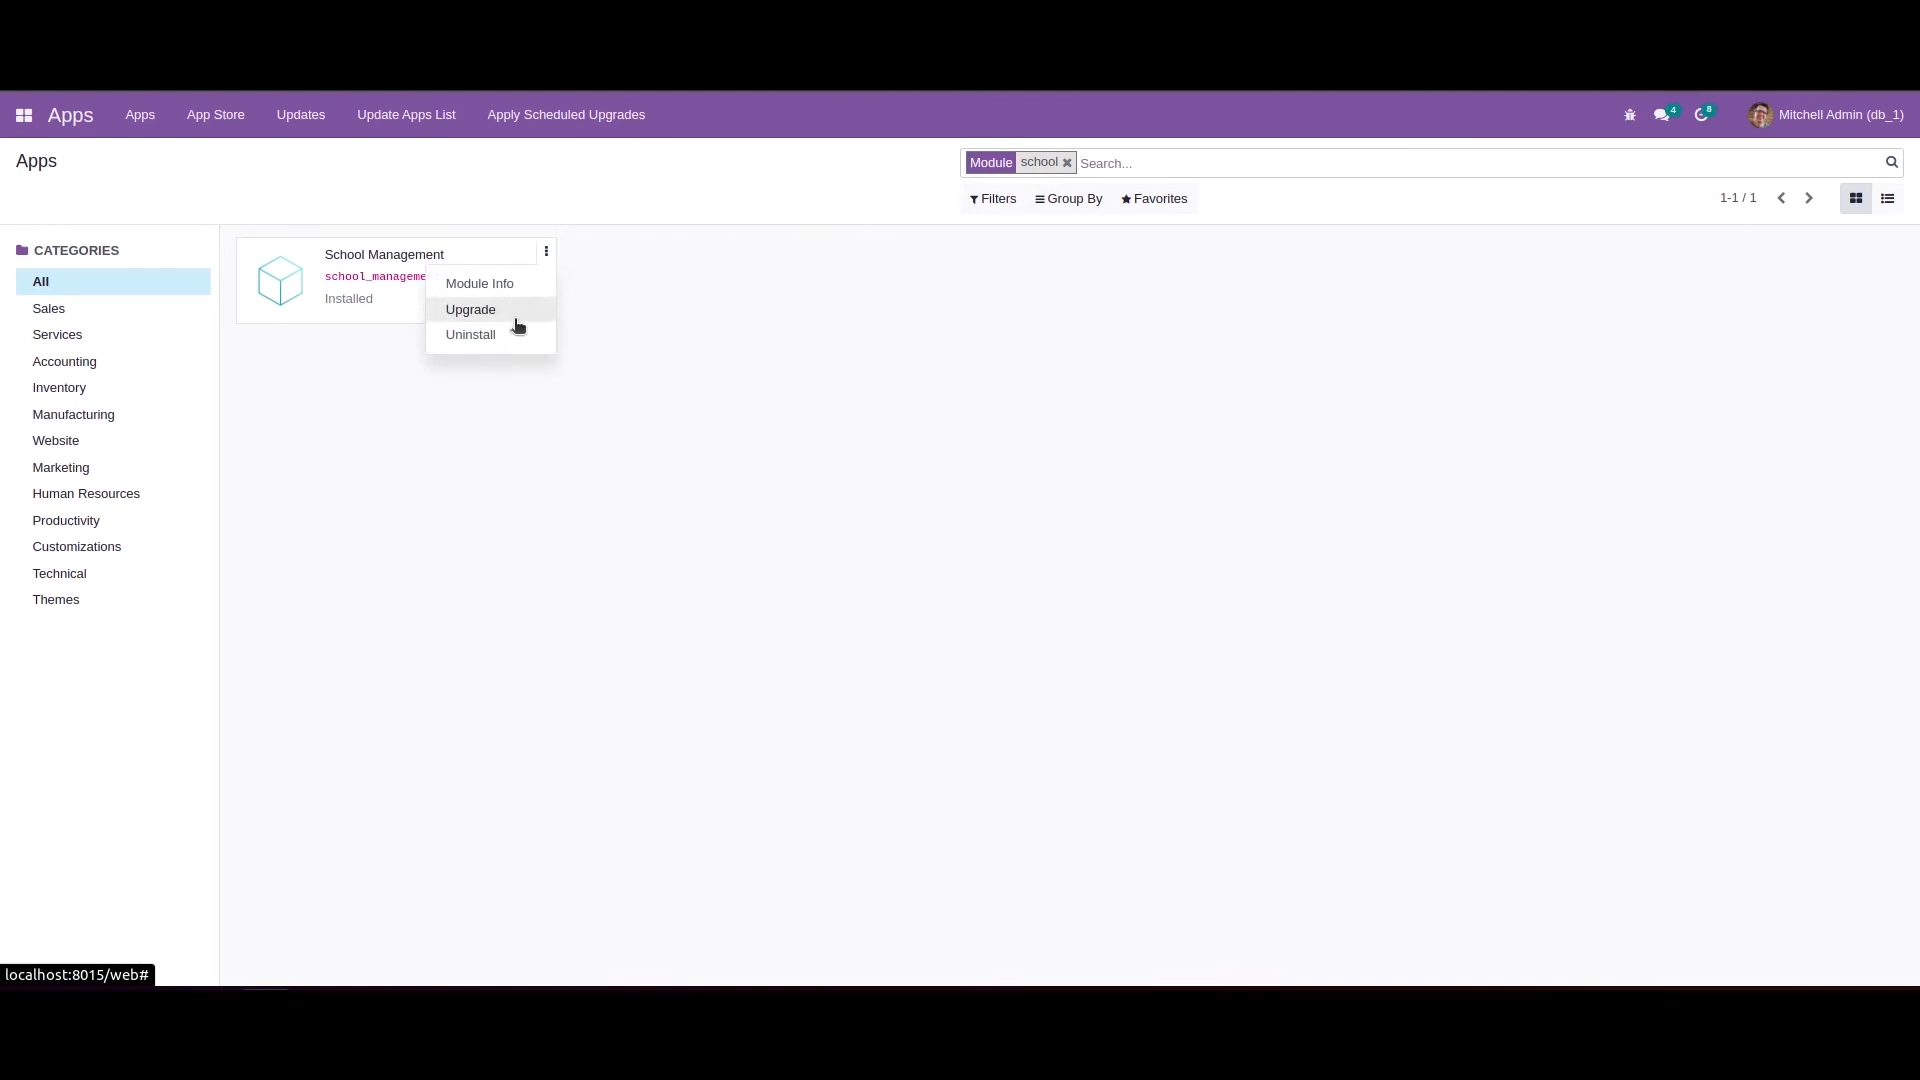 Apps Apps App Store Updates Update Apps List Apply Scheduled Upgrades 4 8 Mitchell Admin (db_1)
Apps
Module school Search...
Filters Group By Favorites 1-1 / 1
CATEGORIES
All
Sales
Services
Accounting
Inventory
Manufacturing
Website
Marketing
Human Resources
Productivity
Customizations
Technical
Themes
School Management
school_manageme
Installed
Module Info
Upgrade
Uninstall
localhost:8015/web#